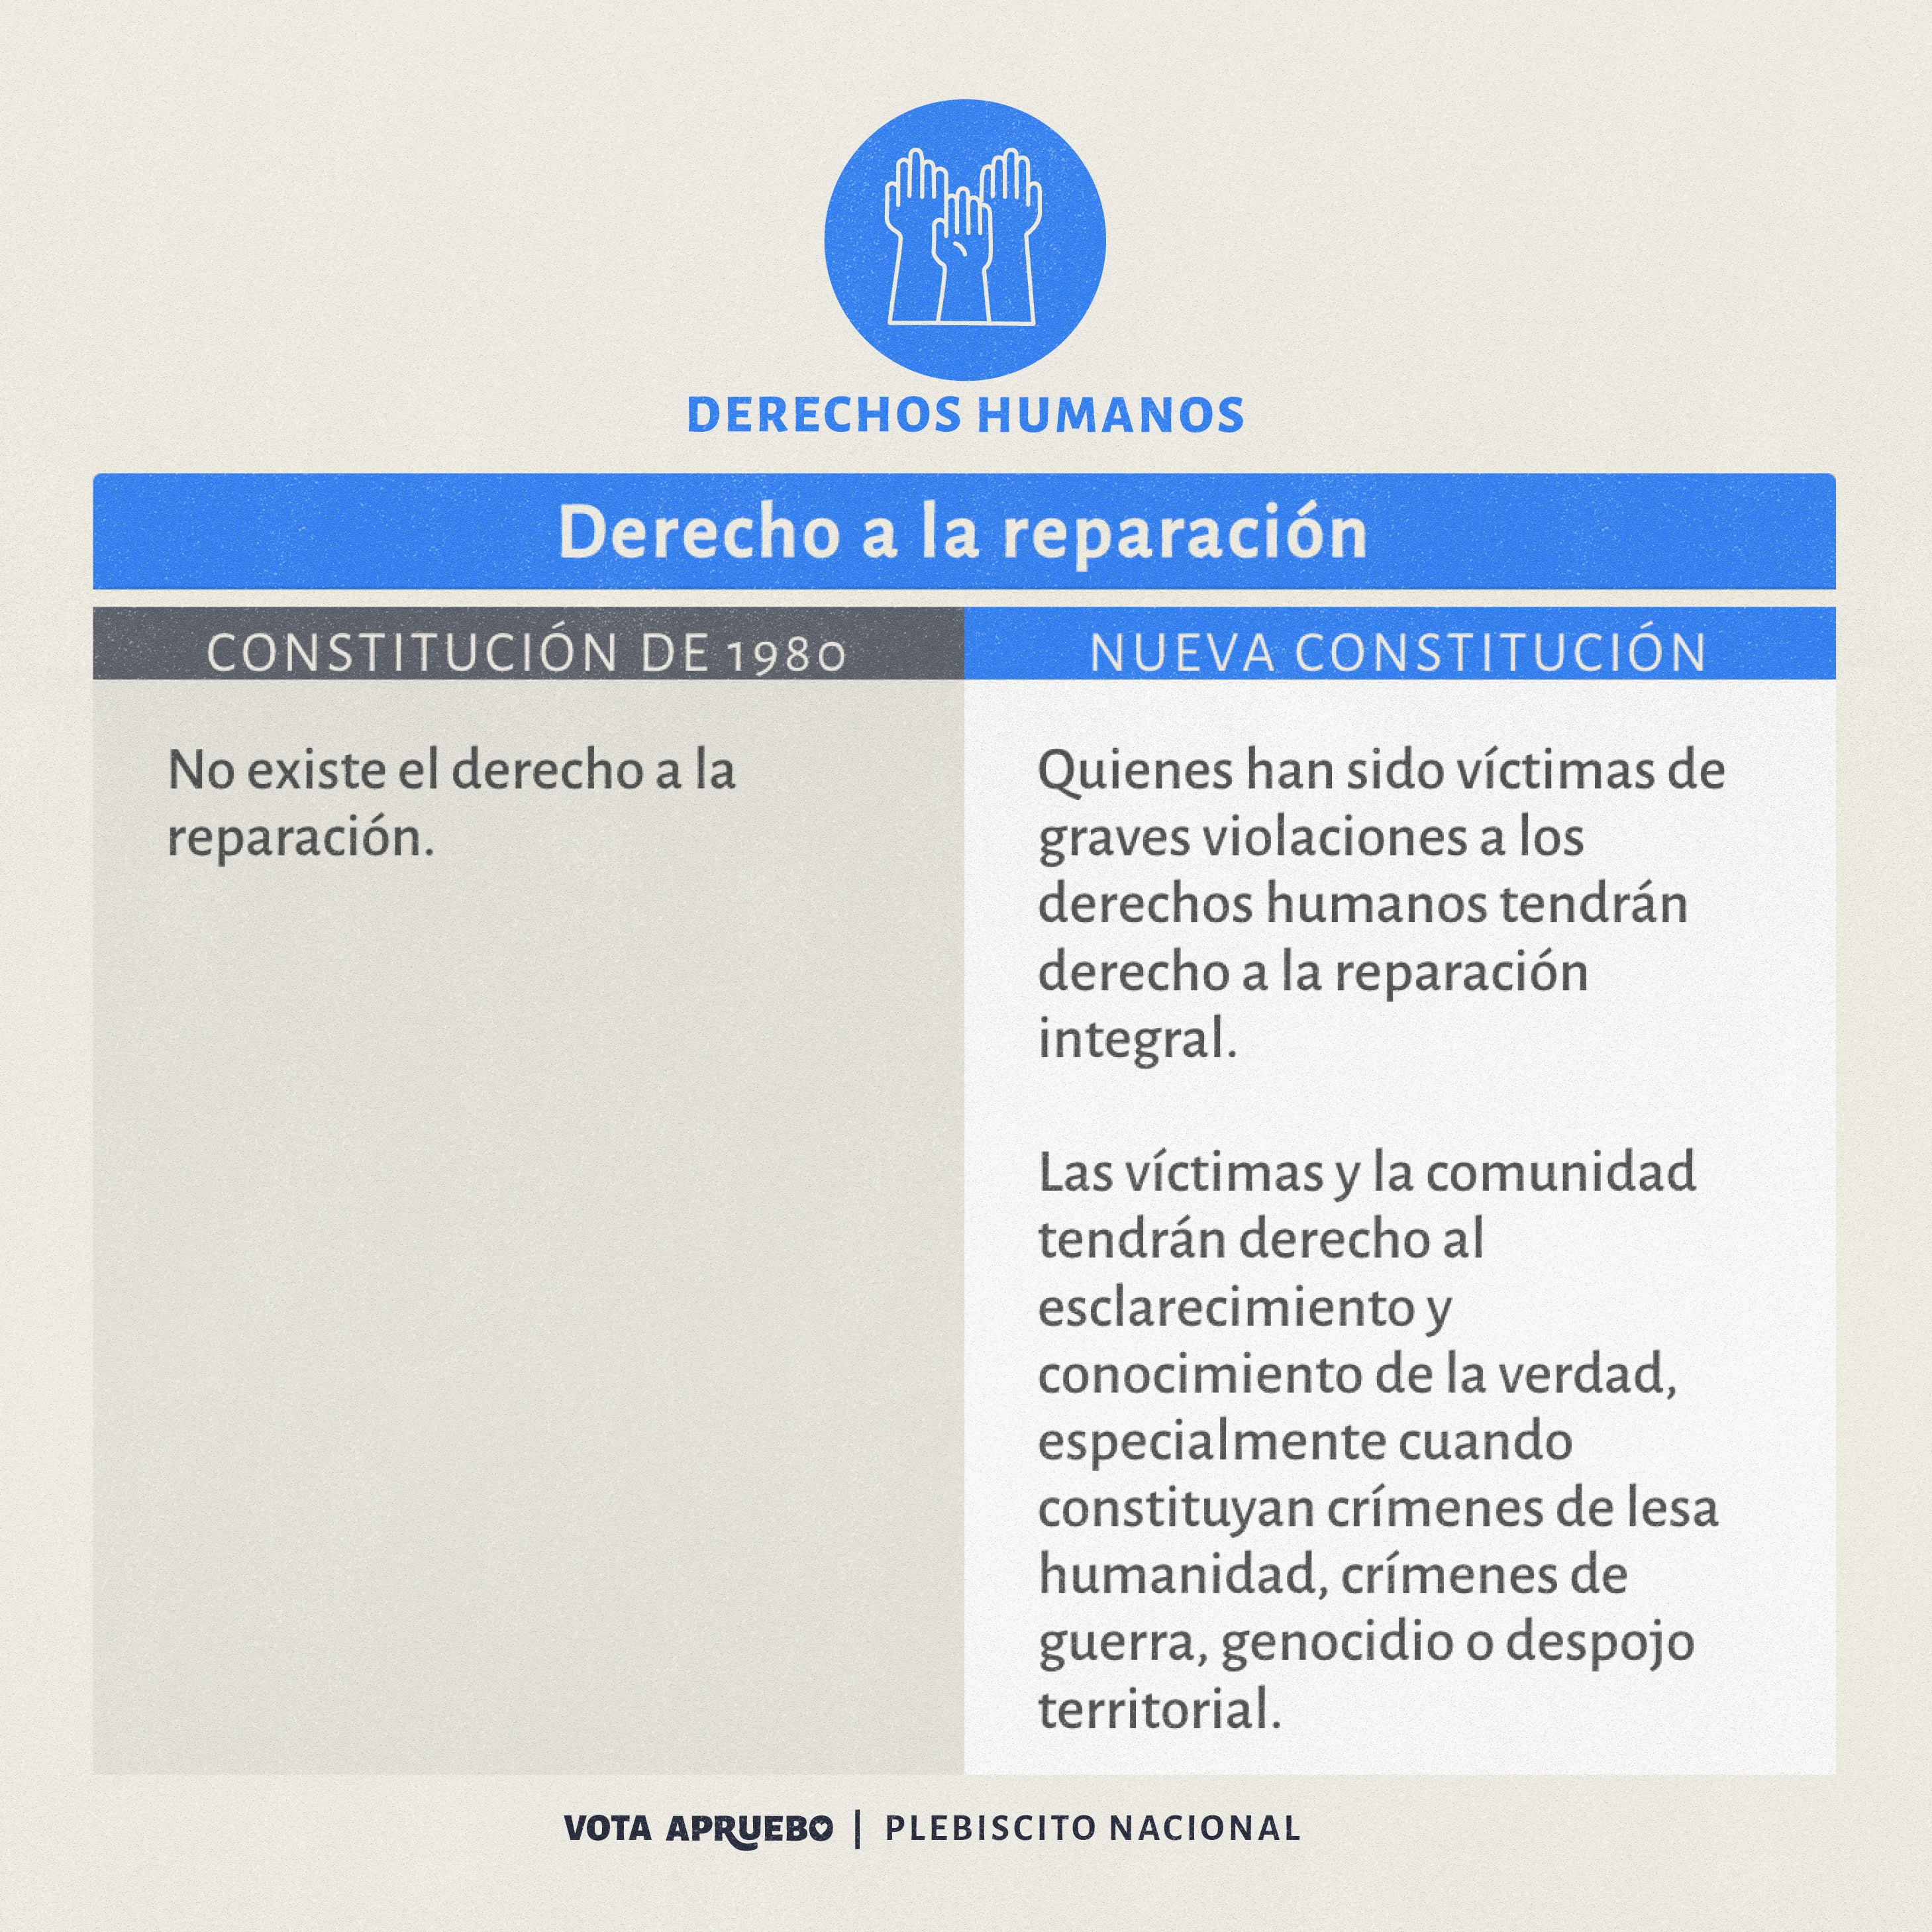 DERECHOS HUMANOS
Derecho a la reparación
CONSTITUCIÓN DE 1980
No existe el derecho a la
reparación.
NUEVA CONSTITUCIÓN
Quienes han sido víctimas de
graves violaciones a los
derechos humanos tendrán
derecho a la reparación
integral.
Las víctimas y la comunidad
tendrán derecho al
esclarecimiento y
conocimiento de la verdad,
especialmente cuando
constituyan crímenes de lesa
humanidad, crímenes de
guerra, genocidio o despojo
territorial.
VOTA APRUEBO | PLEBISCITO NACIONAL